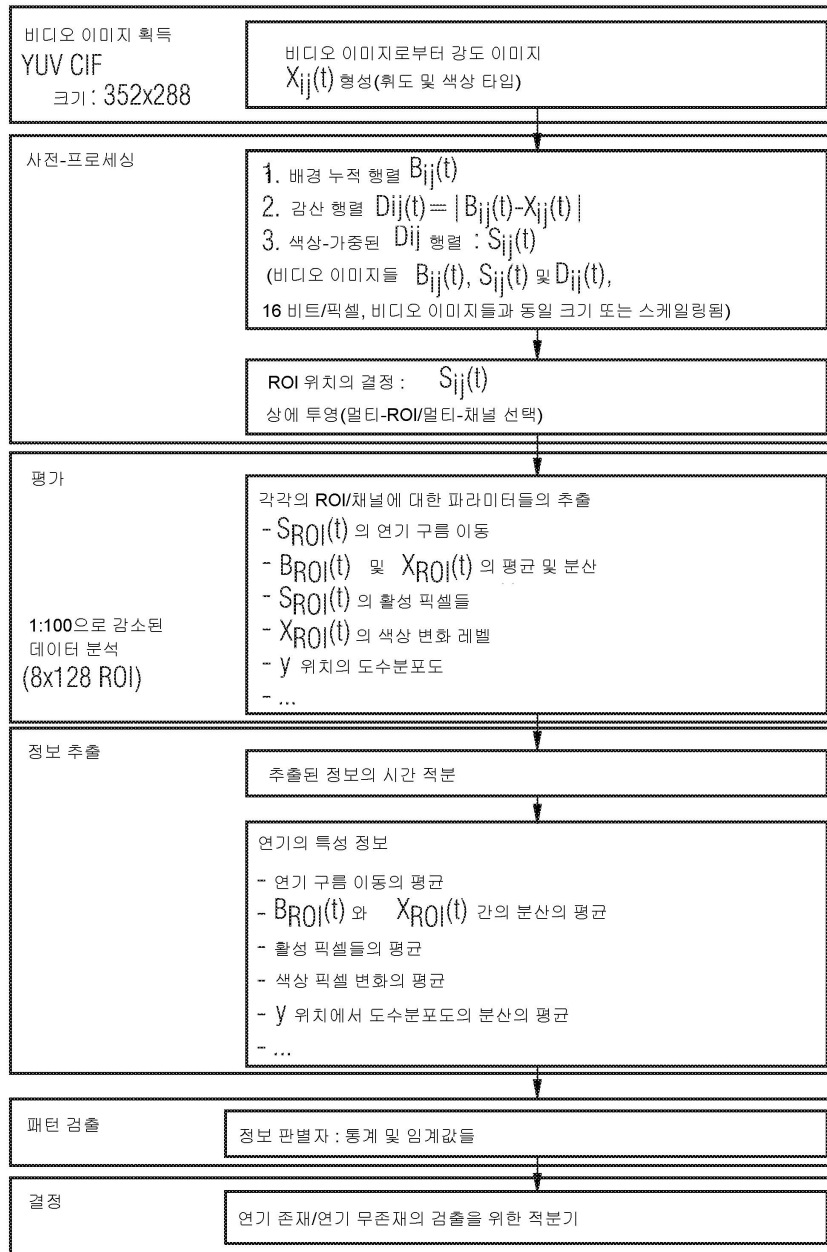 비디오 이미지 획득
YUV CIF
크기 : 352x288
비디오 이미지로부터 강도 이미지
Xij(t) 형성(휘도 및 색상 타입)
사전-프로세싱
1. 배경 누적 행렬 Bij(t)
2. 감산 행렬 Dij(t) = |Bij(t)-Xij(t)|
3. 색상-가중된 Dij 행렬 : Sij(t)
(비디오 이미지들 Bij(t), Sij(t) 및 Dij(t),
16 비트/픽셀, 비디오 이미지들과 동일 크기 또는 스케일링됨)
ROI 위치의 결정 : Sij(t)
상에 투영(멀티-ROI/멀티-채널 선택)
평가
1:100으로 감소된
데이터 분석
(8x128 ROI)
각각의 ROI/채널에 대한 파라미터들의 추출
- SROI(t) 의 연기 구름 이동
- BROI(t) 및 XROI(t) 의 평균 및 분산
- SROI(t) 의 활성 픽셀들
- XROI(t) 의 색상 변화 레벨
- y 위치의 도수분포도
- ...
정보 추출
추출된 정보의 시간 적분
연기의 특성 정보
- 연기 구름 이동의 평균
- BROI(t) 와 XROI(t) 간의 분산의 평균
- 활성 픽셀들의 평균
- 색상 픽셀 변화의 평균
- y 위치에서 도수분포도의 분산의 평균
- ...
패턴 검출
정보 판별자 : 통계 및 임계값들
결정
연기 존재/연기 무존재의 검출을 위한 적분기